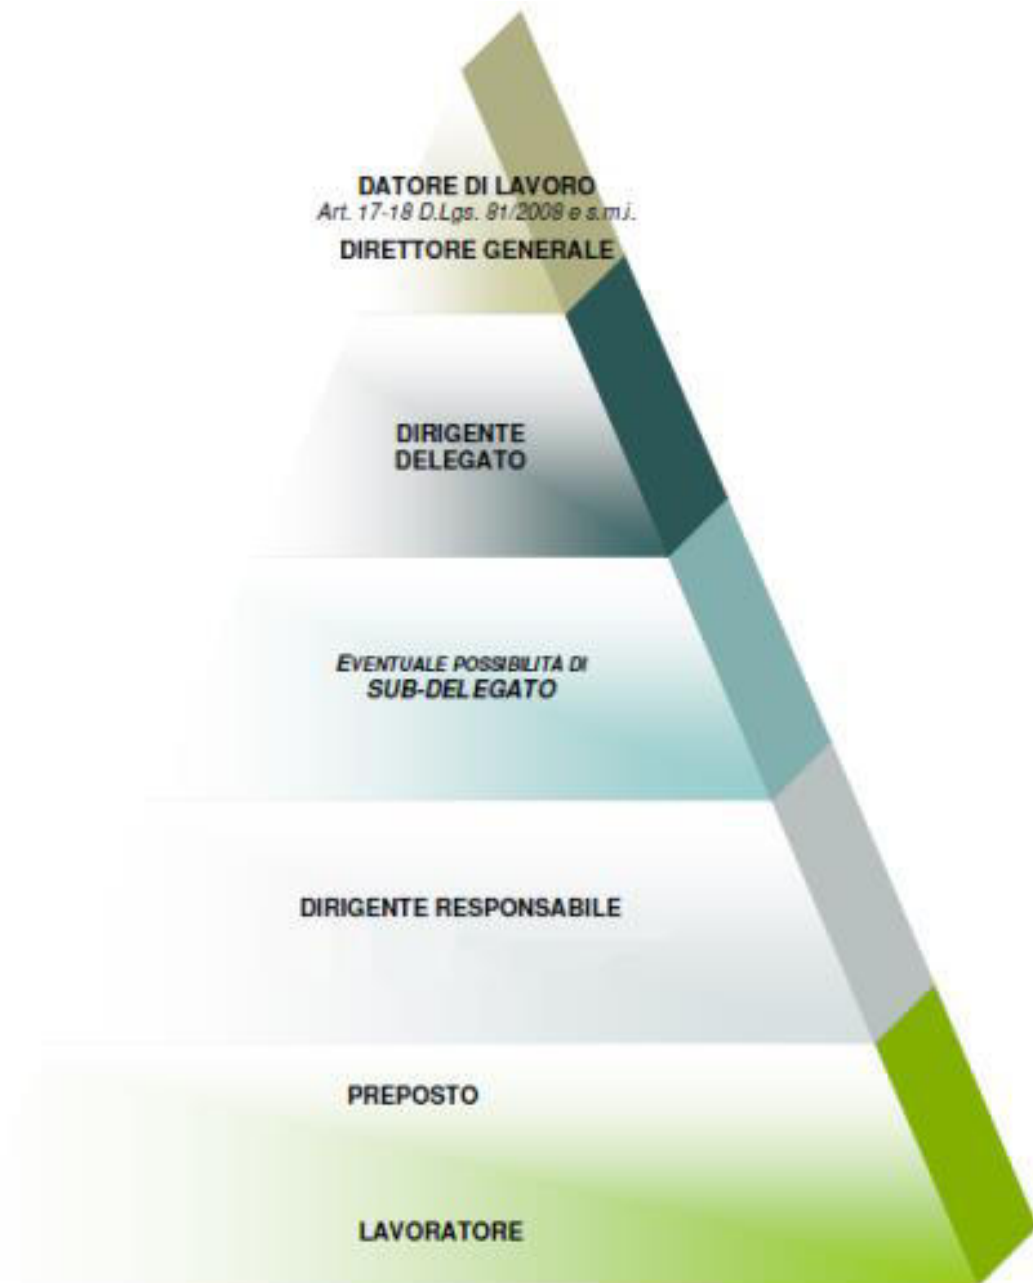 DATORE DI LAVORO
Art. 17-18 D.Lgs. 81/2008 e s.m.i.
DIRETTORE GENERALE
DIRIGENTE
DELEGATO
EVENTUALE POSSIBILITÀ DI
SUB-DELEGATO
DIRIGENTE RESPONSABILE
PREPOSTO
LAVORATORE